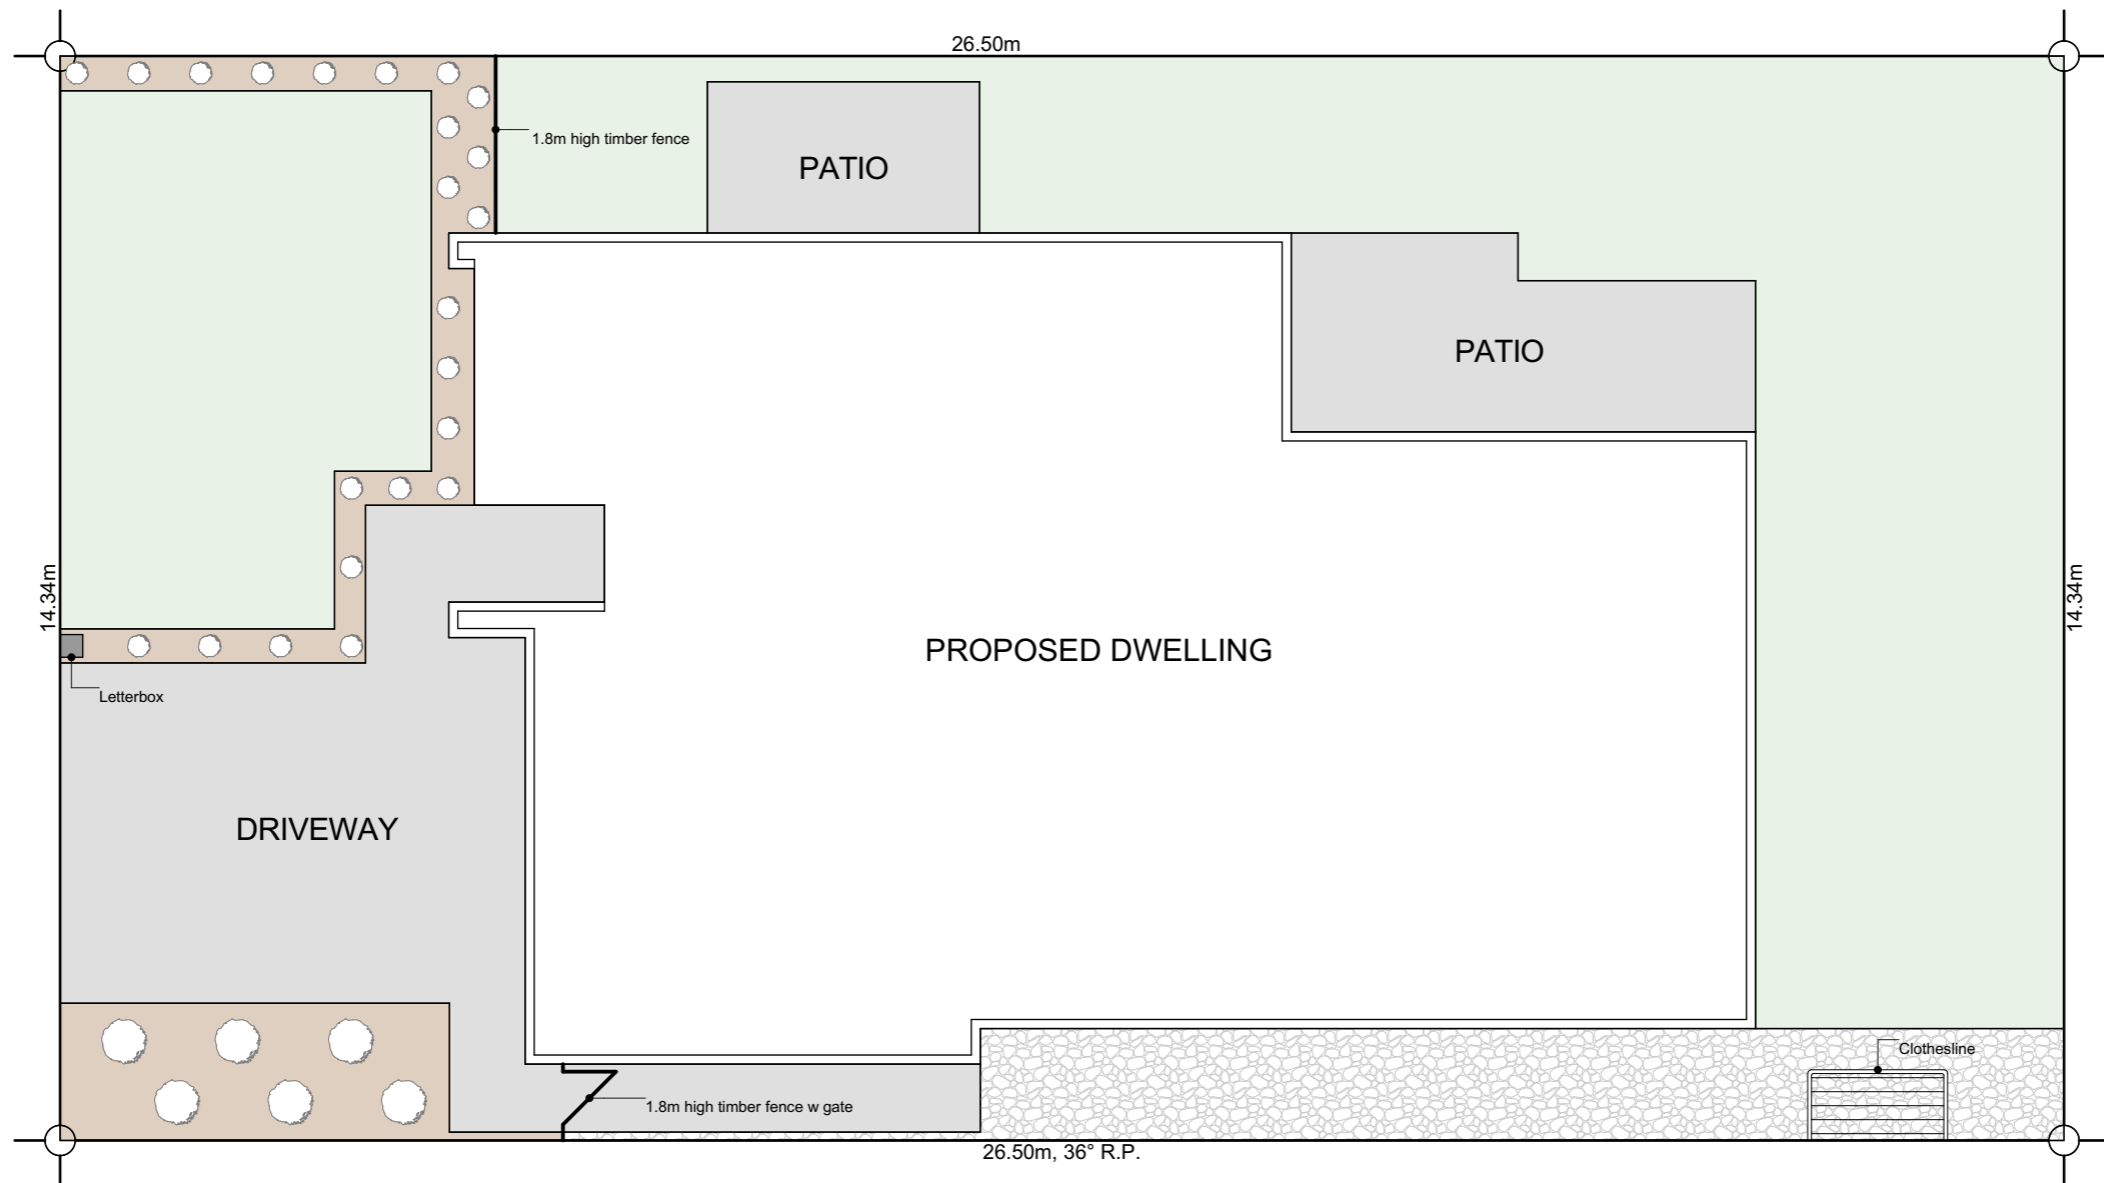 26.50m
1.8m high timber fence
PATIO
PATIO
14.34m
14.34m
PROPOSED DWELLING
Letterbox
DRIVEWAY
Clothesline
1.8m high timber fence w gate
26.50m, 36° R.P.